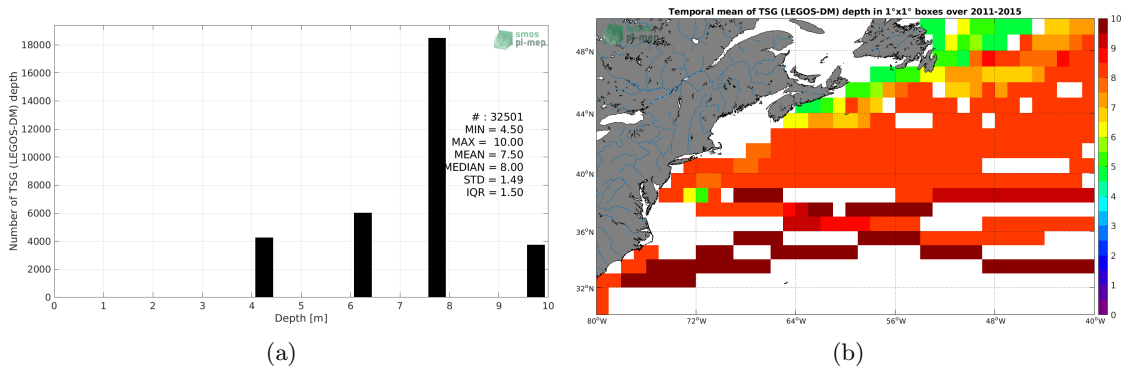 smos
pi-mep
18000
16000
14000
12000
10000
8000
6000
4000
2000
0
Number of TSG (LEGOS-DM) depth
# : 32501
MIN = 4.50
MAX = 10.00
MEAN = 7.50
MEDIAN = 8.00
STD = 1.49
IQR = 1.50
0 1 2 3 4 5 6 7 8 9 10
Depth [m]
(a)
Temporal mean of TSG (LEGOS-DM) depth in 1°x1° boxes over 2011-2015
smos
pi-mep
48°N
44°N
40°N
36°N
32°N
80°W 72°W 64°W 56°W 48°W 40°W
10
9
8
7
6
5
4
3
2
1
0
(b)